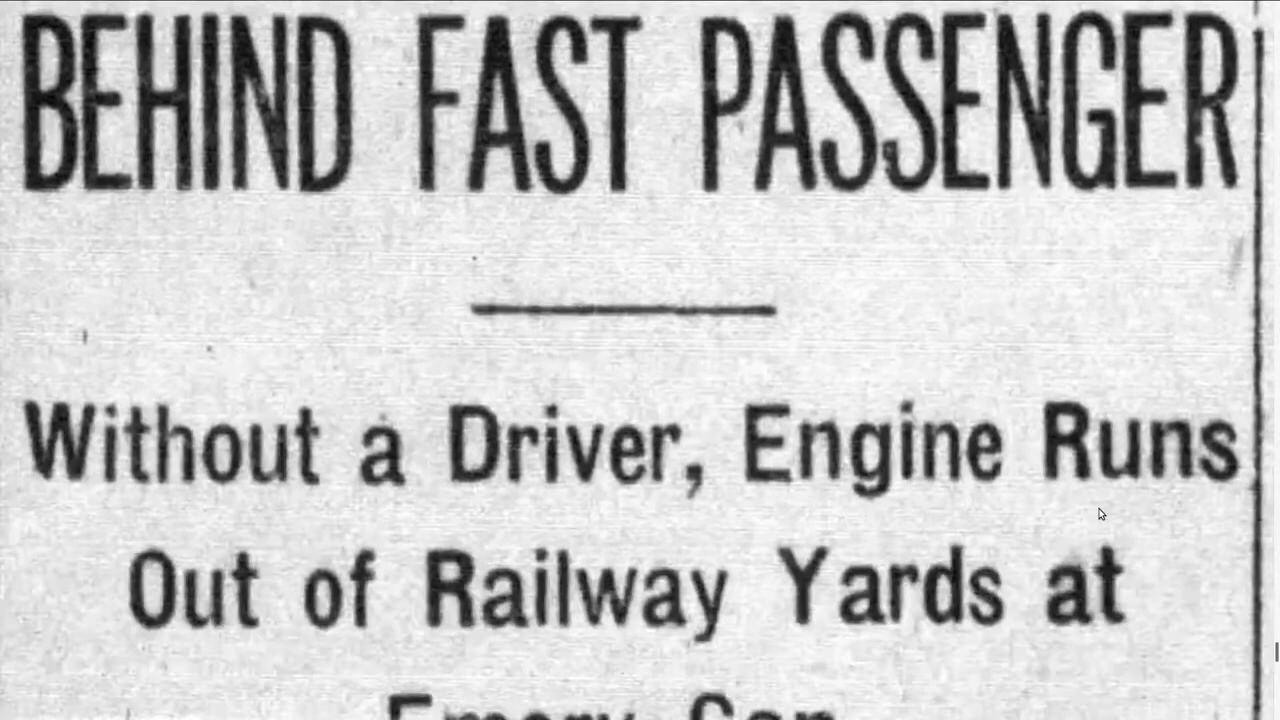 BEHIND FAST PASSENGER
Without a Driver, Engine Runs
Out of Railway Yards at